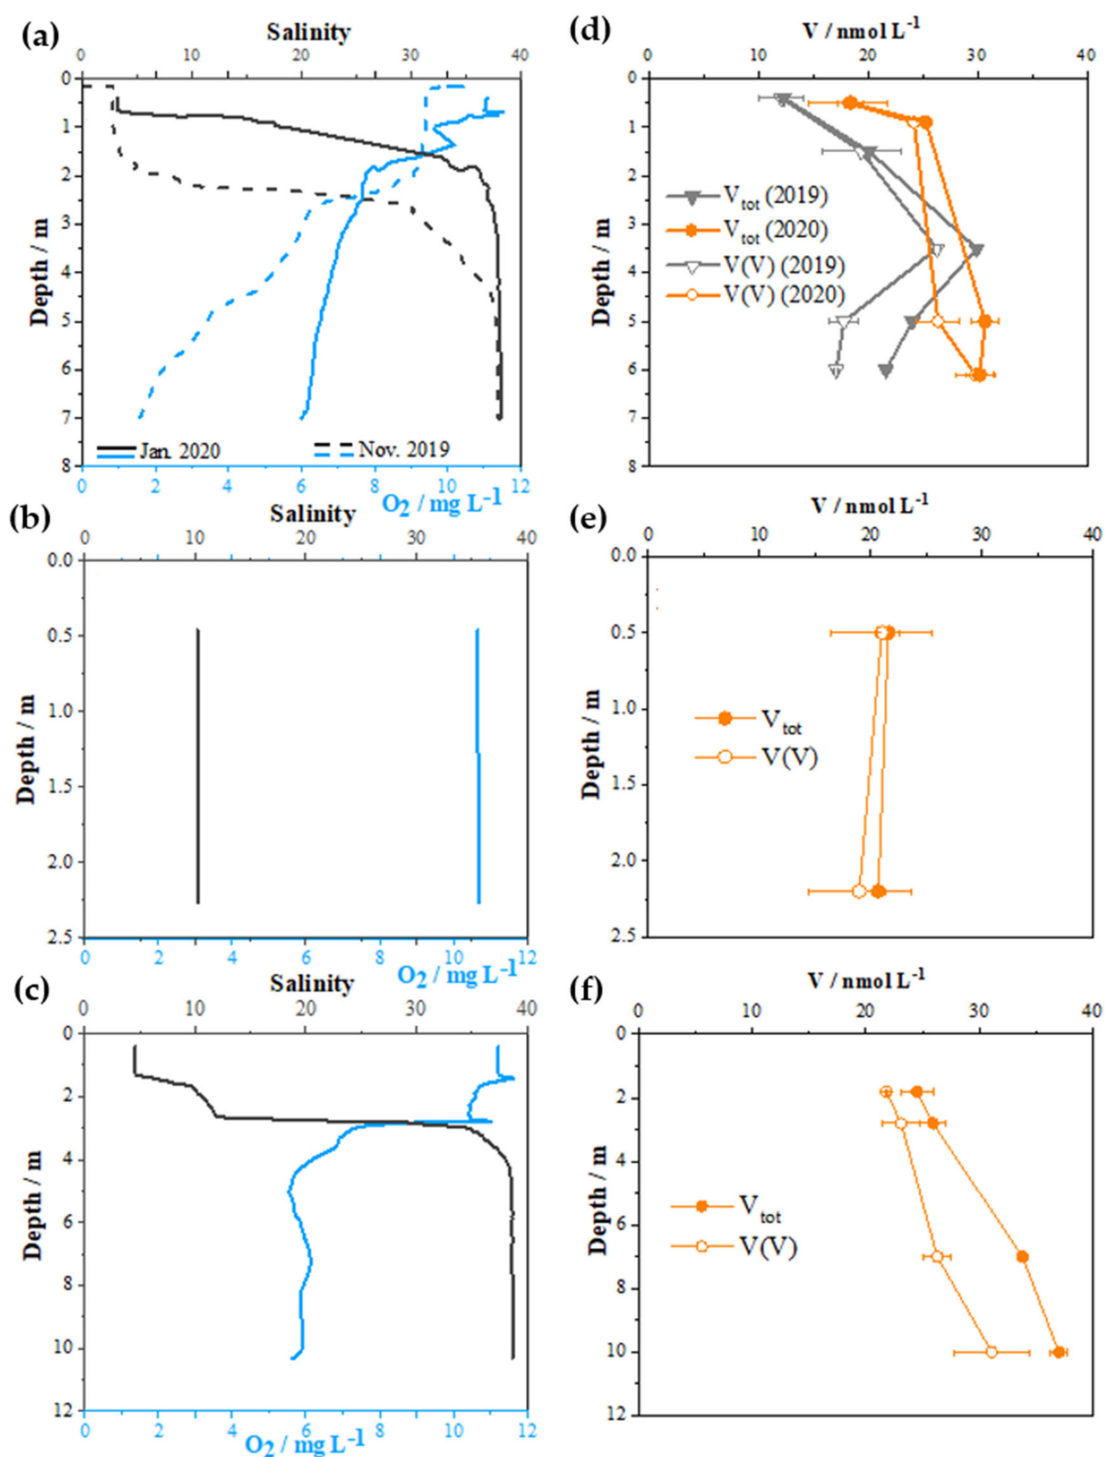 (a)
Salinity
0 10 20 30 40
0
1
2
3
4
5
6
7
8
Depth / m
Jan. 2020
Nov. 2019
0 2 4 6 8 10 12
O2 / mg L-1
(d)
V / nmol L-1
0 10 20 30 40
0
1
2
3
4
5
6
7
8
Depth / m
Vtot (2019)
Vtot (2020)
V(V) (2019)
V(V) (2020)
(b)
Salinity
0 10 20 30 40
0.0
0.5
1.0
1.5
2.0
2.5
Depth / m
0 2 4 6 8 10 12
O2 / mg L-1
(e)
V / nmol L-1
0 10 20 30 40
0.0
0.5
1.0
1.5
2.0
2.5
Depth / m
Vtot
V(V)
(c)
Salinity
0 10 20 30 40
0
2
4
6
8
10
12
Depth / m
0 2 4 6 8 10 12
O2 / mg L-1
(f)
V / nmol L-1
0 10 20 30 40
0
2
4
6
8
10
12
Depth / m
Vtot
V(V)